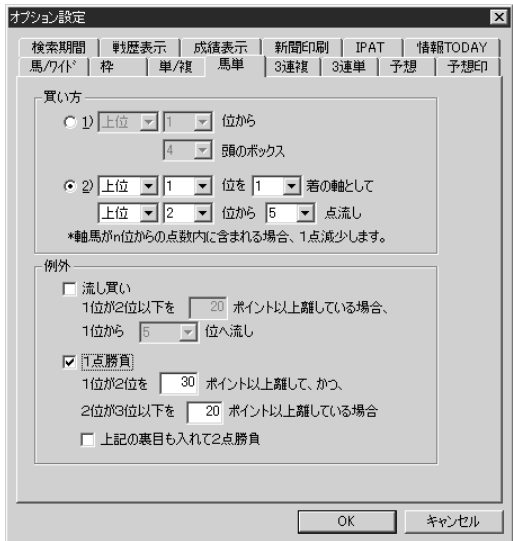 オプション設定
検索期間 戦歴表示 成績表示 新聞印刷 IPAT 情報TODAY
馬/ワイド 枠 単/複 馬単 3連複 3連単 予想 予想印
買い方
1) 上位 1 位から
4 頭のボックス
2) 上位 1 位を 1 着の軸として
上位 2 位から 5 点流し
*軸馬がn位からの点数内に含まれる場合、1点減少します。
例外
流し買い
1位が2位以下を 20 ポイント以上離している場合、
1位から 5 位へ流し
1点勝負
1位が2位を 30 ポイント以上離して、かつ、
2位が3位以下を 20 ポイント以上離している場合
上記の裏目も入れて2点勝負
OK キャンセル